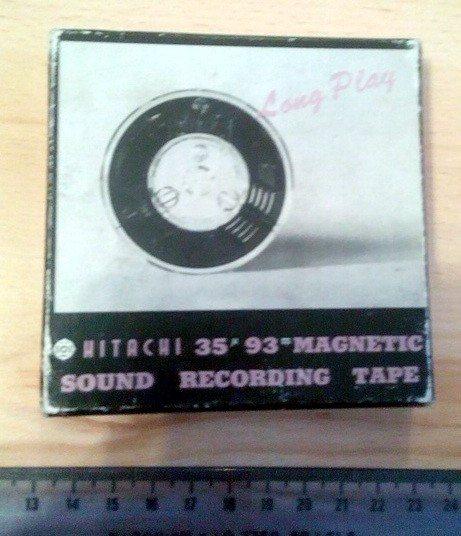 Long Play
HITACHI 35" 93" MAGNETIC
SOUND RECORDING TAPE
13 14 15 16 17 18 19 20 21 22 23 24